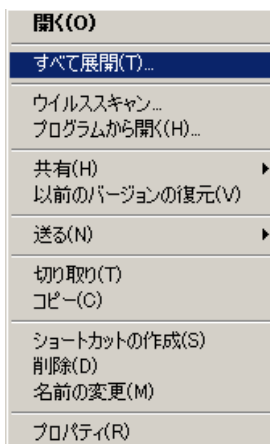 開く(O)
すべて展開(T)...
ウイルススキャン...
プログラムから開く(H)...
共有(H)
以前のバージョンの復元(V)
送る(N)
切り取り(T)
コピー(C)
ショートカットの作成(S)
削除(D)
名前の変更(M)
プロパティ(R)